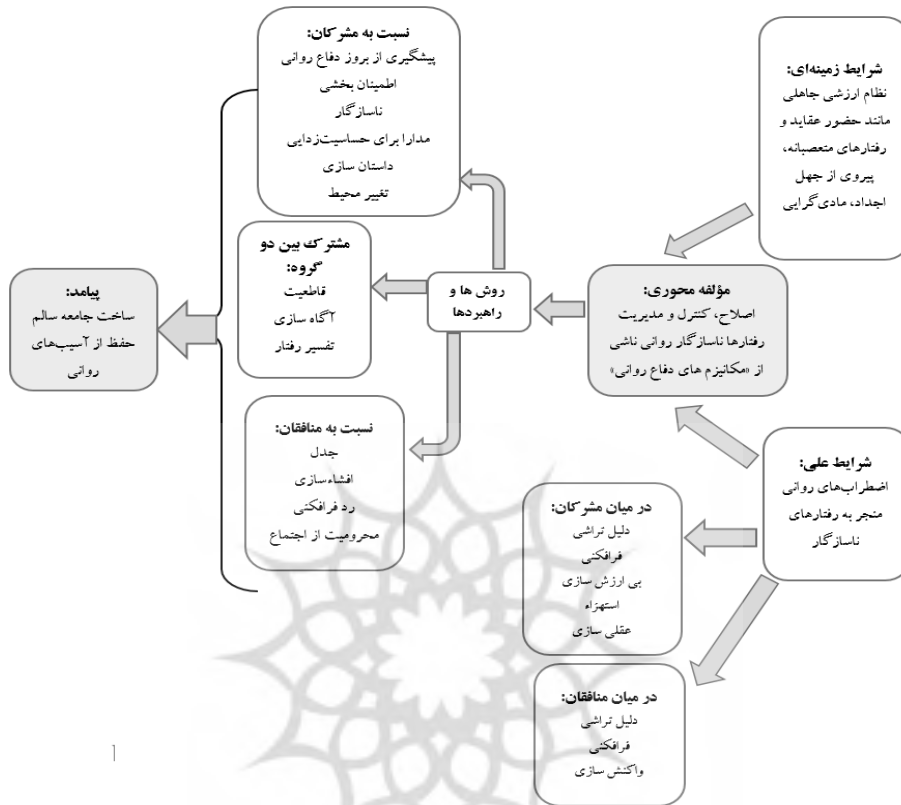 شرایط زمینه‌ای:
نظام ارزشی جاهلی
مانند حضور عقاید و
رفتارهای متعصبانه،
پیروی از جهل
اجداد، مادی‌گرایی
شرایط علی:
اضطراب‌های روانی
منجر به رفتارهای
ناسازگار
در میان مشرکان:
دلیل تراشی
فرافکنی
بی ارزش سازی
استهزاء
عقلی سازی
در میان منافقان:
دلیل تراشی
فرافکنی
واکنش سازی
مؤلفه محوری:
اصلاح، کنترل و مدیریت
رفتارها ناسازگار روانی ناشی
از «مکانیزم های دفاع روانی»
روش ها و
راهبردها
نسبت به مشرکان:
پیشگیری از بروز دفاع روانی
اطمینان بخشی
ناسازگار
مدارا برای حساسیت‌زدایی
داستان سازی
تغییر محیط
مشترک بین دو
گروه:
قاطعیت
آگاه سازی
تفسیر رفتار
نسبت به منافقان:
جدل
افشاءسازی
رد فرافکنی
محرومیت از اجتماع
پیامد:
ساخت جامعه سالم
حفظ از آسیب‌های
روانی